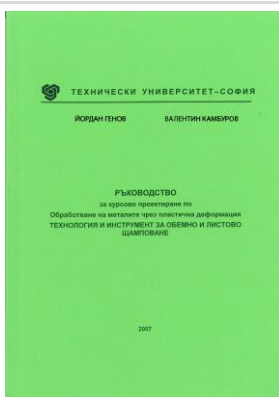 ТЕХНИЧЕСКИ УНИВЕРСИТЕТ–СОФИЯ
ЙОРДАН ГЕНОВ ВАЛЕНТИН КАМБУРОВ
РЪКОВОДСТВО
за курсово проектиране по
Обработване на металите чрез пластична деформация
ТЕХНОЛОГИЯ И ИНСТРУМЕНТ ЗА ОБЕМНО И ЛИСТОВО
ЩАМПОВАНЕ
2007